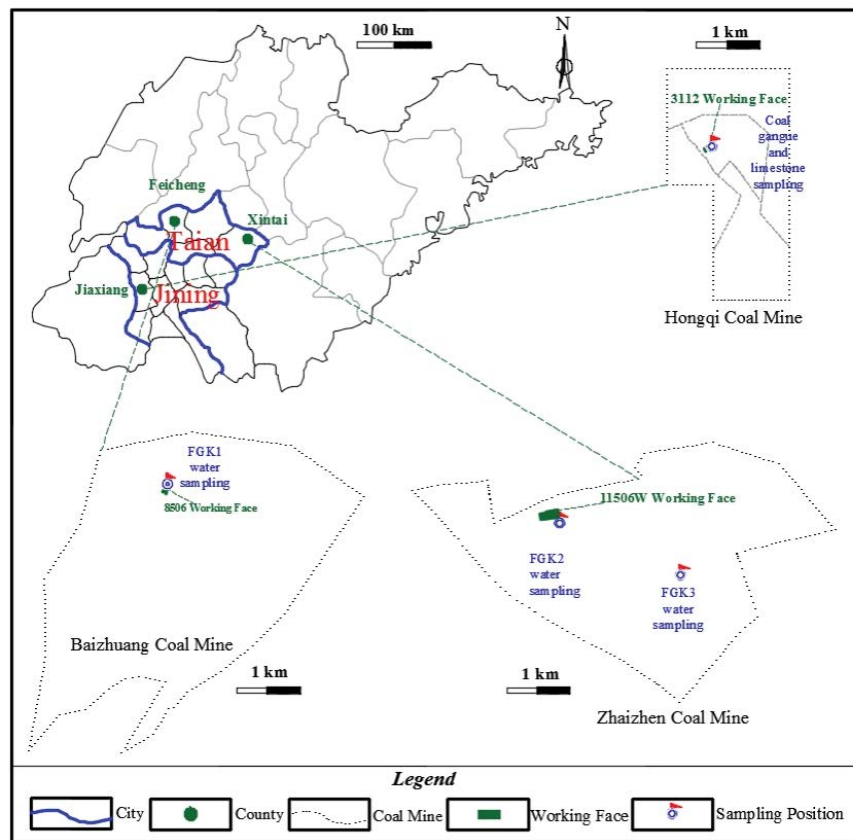 100 km
N
1 km
3112 Working Face
Coal
gangue
and
limestone
sampling
Feicheng
Xintai
Taian
Jiaxiang
Jining
Hongqi Coal Mine
FGK1
water
sampling
8506 Working Face
11506W Working Face
FGK2
water
sampling
FGK3
water
sampling
Baizhuang Coal Mine
1 km
1 km
Zhaizhen Coal Mine
Legend
City
County
Coal Mine
Working Face
Sampling Position